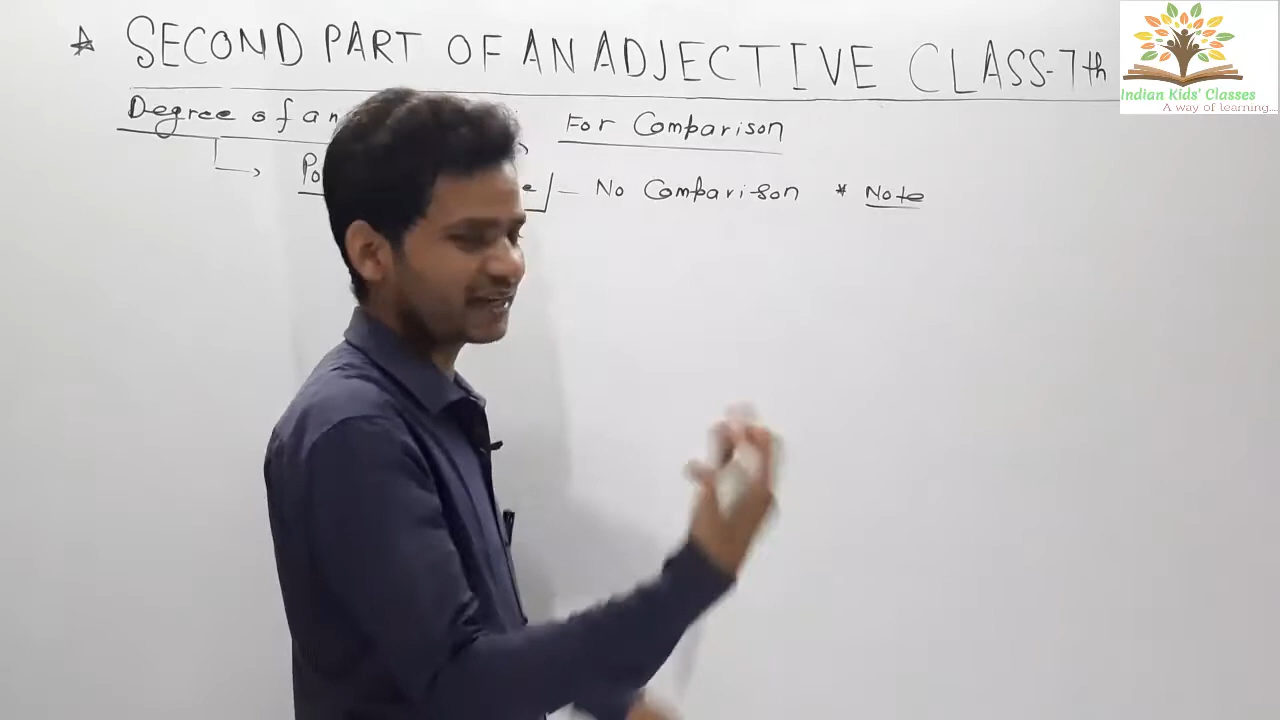 SECOND PART OF AN ADJECTIVE CLASS-7th
Degree of an For Comparison
No Comparison * Note
Indian Kids' Classes
A way of learning....